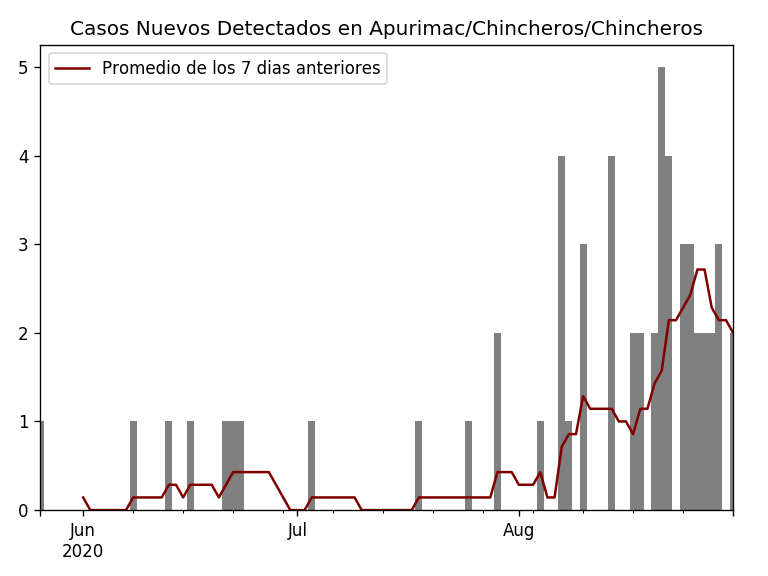 Casos Nuevos Detectados en Apurimac/Chincheros/Chincheros
Promedio de los 7 dias anteriores
5
4
3
2
1
0
Jun Jul Aug
2020